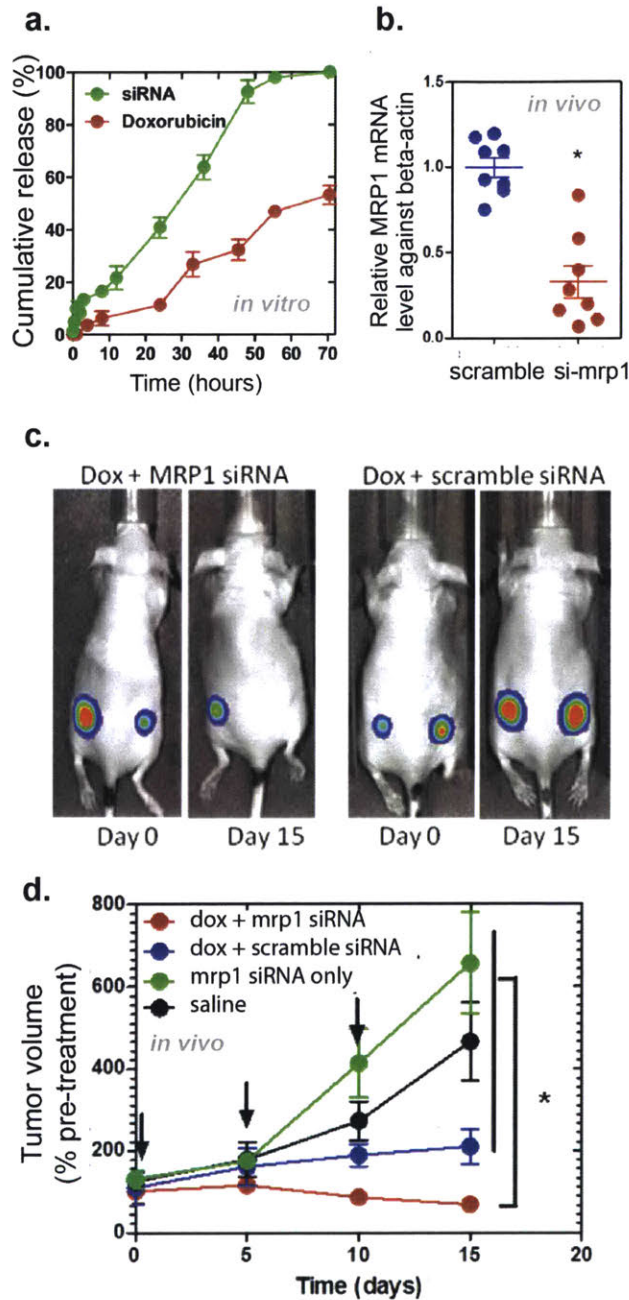 a.
Cumulative release (%)
100
80
60
40
20
0
siRNA
Doxorubicin
in vitro
0 10 20 30 40 50 60 70
Time (hours)
b.
Relative MRP1 mRNA
level against beta-actin
1.5
1.0
0.5
0.0
in vivo
*
scramble si-mrp1
c.
Dox + MRP1 siRNA
Dox + scramble siRNA
Day 0
Day 15
Day 0
Day 15
d.
Tumor volume
(% pre-treatment)
800
600
400
200
0
dox + mrp1 siRNA
dox + scramble siRNA
mrp1 siRNA only
saline
in vivo
*
0 5 10 15 20
Time (days)